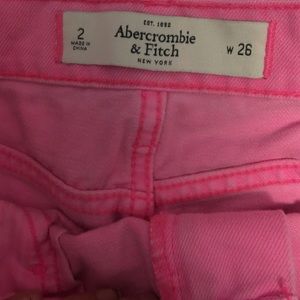 EST. 1892
2
MADE IN
CHINA
Abercrombie
& Fitch
NEW YORK
W 26